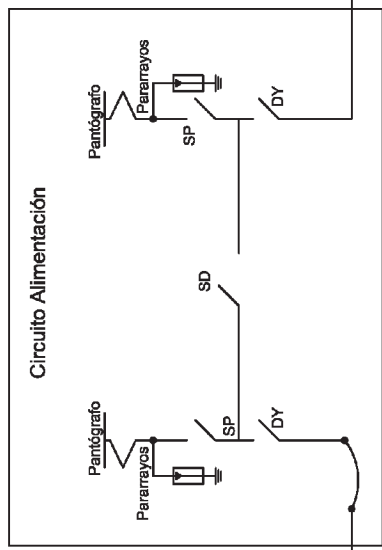 Circuito Alimentación
Pantógrafo
Pararrayos
SP
DY
SD
Pantógrafo
Pararrayos
SP
DY